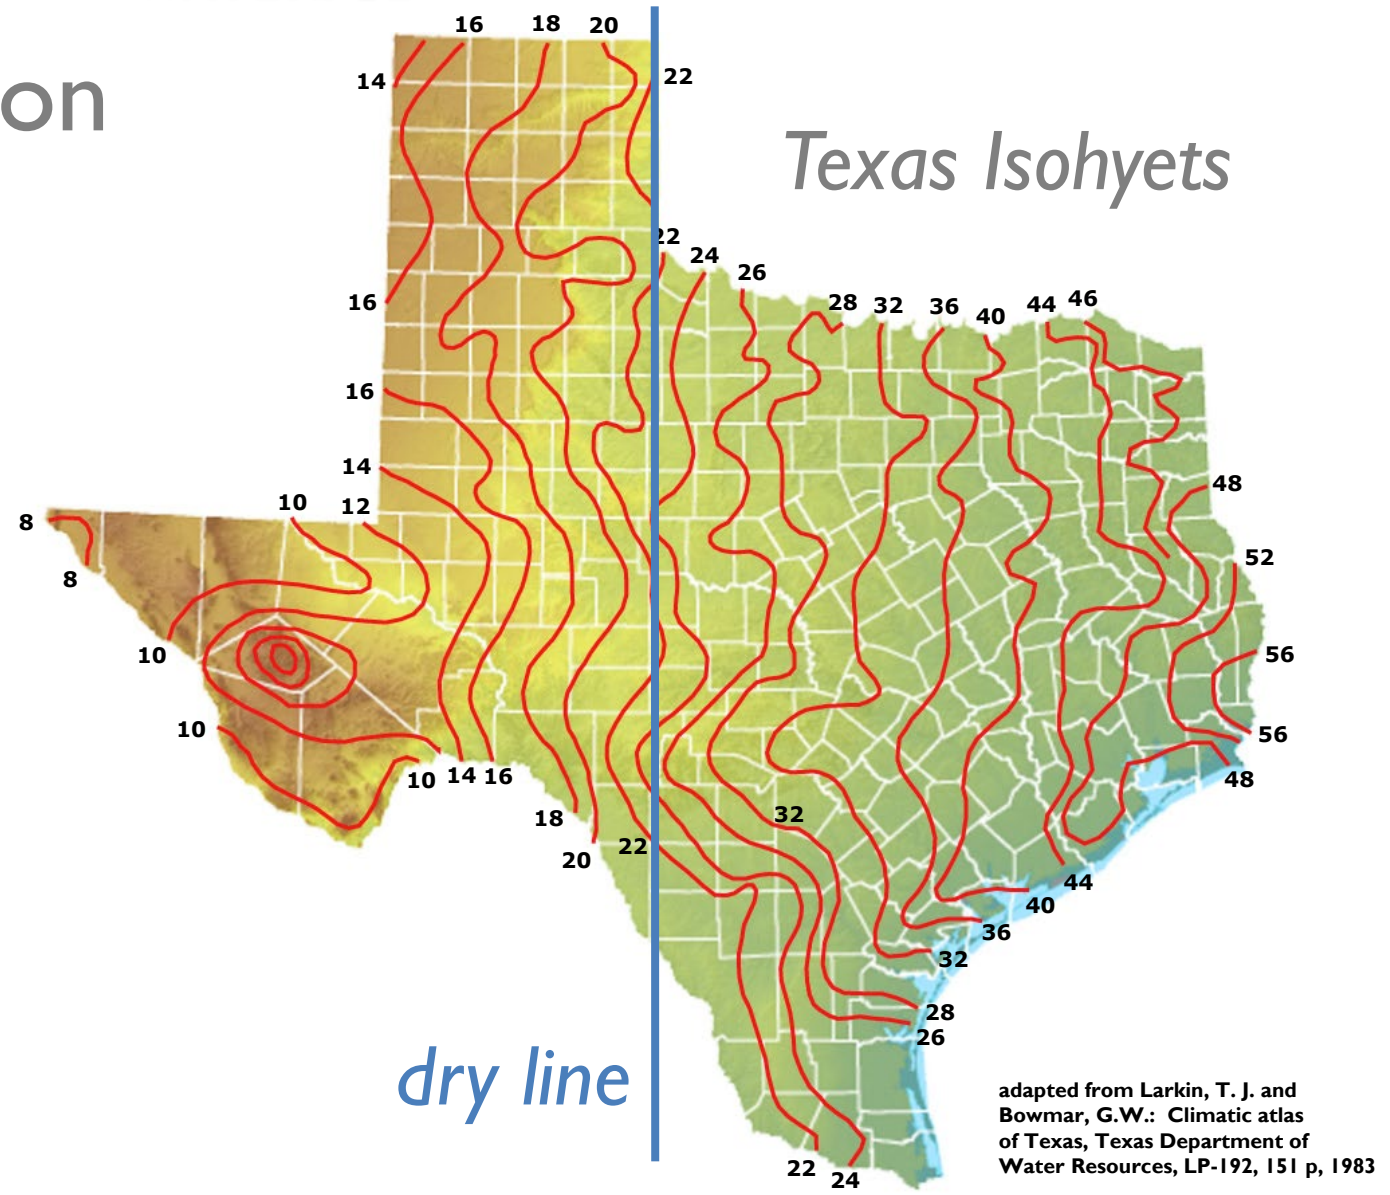 16 18 20
14 22
on
Texas Isohyets
22 24 26
16 28 32 36 40 44 46
16
14
10 12 48
8
8 52
10 56
10 56
10 14 16 48
18 32
20 22
44
40
36
32
28
26
dry line
adapted from Larkin, T. J. and
Bowmar, G.W.: Climatic atlas
of Texas, Texas Department of
Water Resources, LP-192, 151 p, 1983
22 24